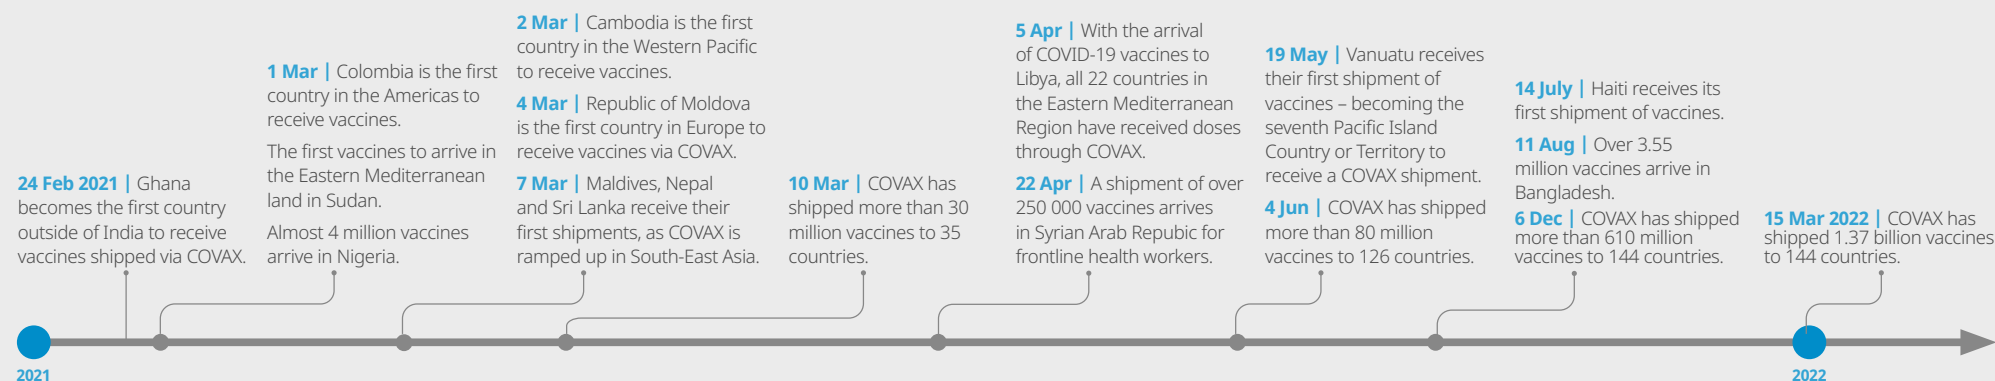 24 Feb 2021 | Ghana
becomes the first country
outside of India to receive
vaccines shipped via COVAX.
1 Mar | Colombia is the first
country in the Americas to
receive vaccines.
The first vaccines to arrive in
the Eastern Mediterranean
land in Sudan.
Almost 4 million vaccines
arrive in Nigeria.
2 Mar | Cambodia is the first
country in the Western Pacific
to receive vaccines.
4 Mar | Republic of Moldova
is the first country in Europe to
receive vaccines via COVAX.
7 Mar | Maldives, Nepal
and Sri Lanka receive their
first shipments, as COVAX is
ramped up in South-East Asia.
10 Mar | COVAX has
shipped more than 30
million vaccines to 35
countries.
5 Apr | With the arrival
of COVID-19 vaccines to
Libya, all 22 countries in
the Eastern Mediterranean
Region have received doses
through COVAX.
22 Apr | A shipment of over
250 000 vaccines arrives
in Syrian Arab Repubic for
frontline health workers.
19 May | Vanuatu receives
their first shipment of
vaccines – becoming the
seventh Pacific Island
Country or Territory to
receive a COVAX shipment.
4 Jun | COVAX has shipped
more than 80 million
vaccines to 126 countries.
14 July | Haiti receives its
first shipment of vaccines.
11 Aug | Over 3.55
million vaccines arrive in
Bangladesh.
6 Dec | COVAX has shipped
more than 610 million
vaccines to 144 countries.
15 Mar 2022 | COVAX has
shipped 1.37 billion vaccines
to 144 countries.
2021
2022